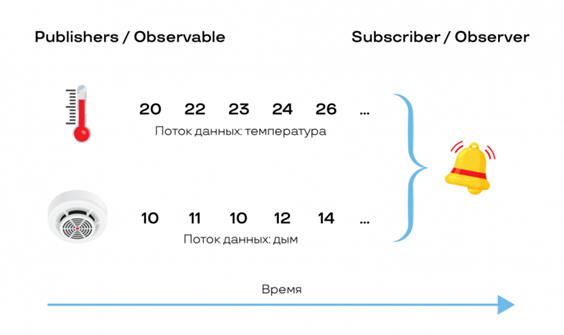 Publishers / Observable
Subscriber / Observer
20 22 23 24 26 ...
Поток данных: температура
10 11 10 12 14 ...
Поток данных: дым
Время